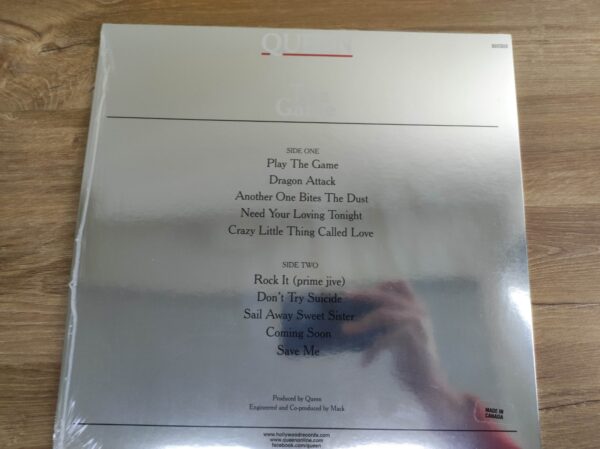 QUEEN
The
Game
SIDE ONE
Play The Game
Dragon Attack
Another One Bites The Dust
Need Your Loving Tonight
Crazy Little Thing Called Love
SIDE TWO
Rock It (prime jive)
Don't Try Suicide
Sail Away Sweet Sister
Coming Soon
Save Me
Produced by Queen
Engineered and Co-produced by Mack
MADE IN
CANADA
www.hollywoodrecords.com
www.queenonline.com
facebook.com/queen